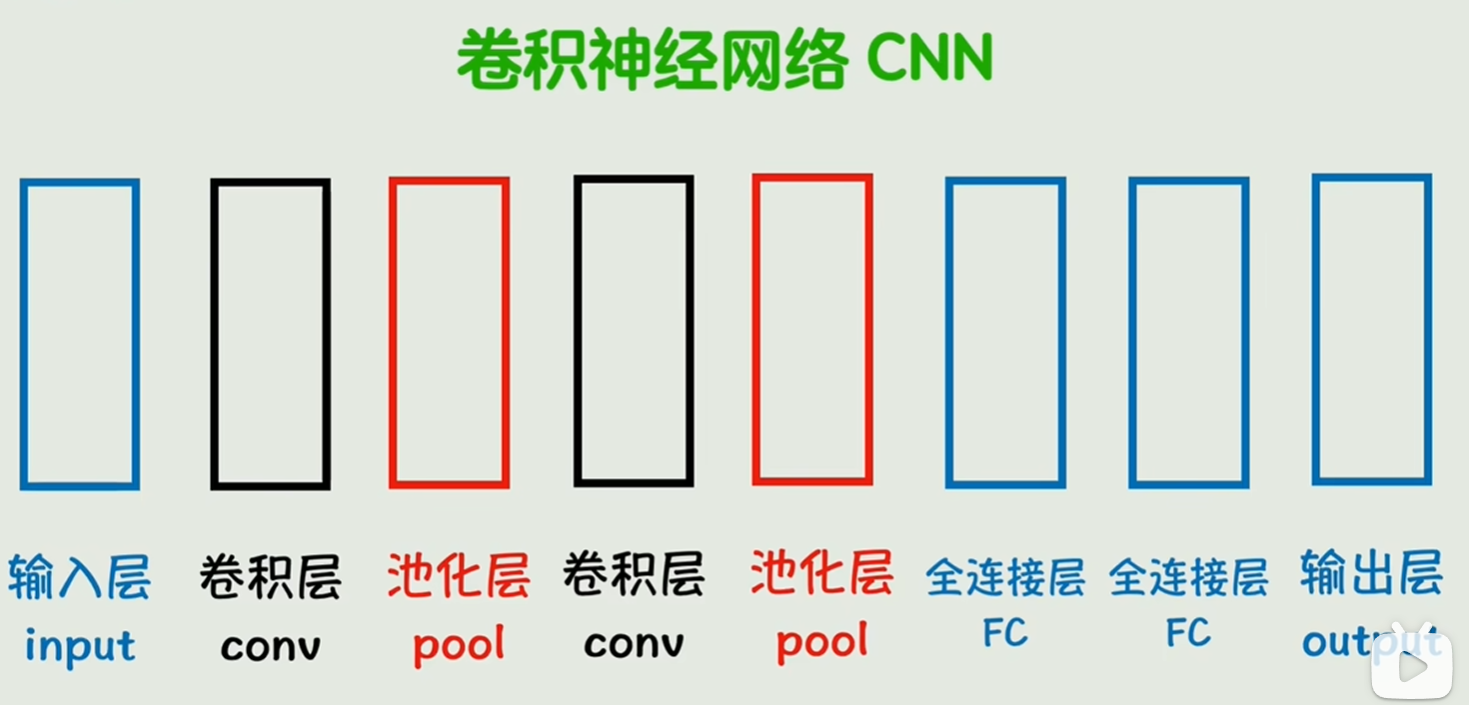 卷积神经网络 CNN
输入层
input
卷积层
conv
池化层
pool
卷积层
conv
池化层
pool
全连接层
FC
全连接层
FC
输出层
output